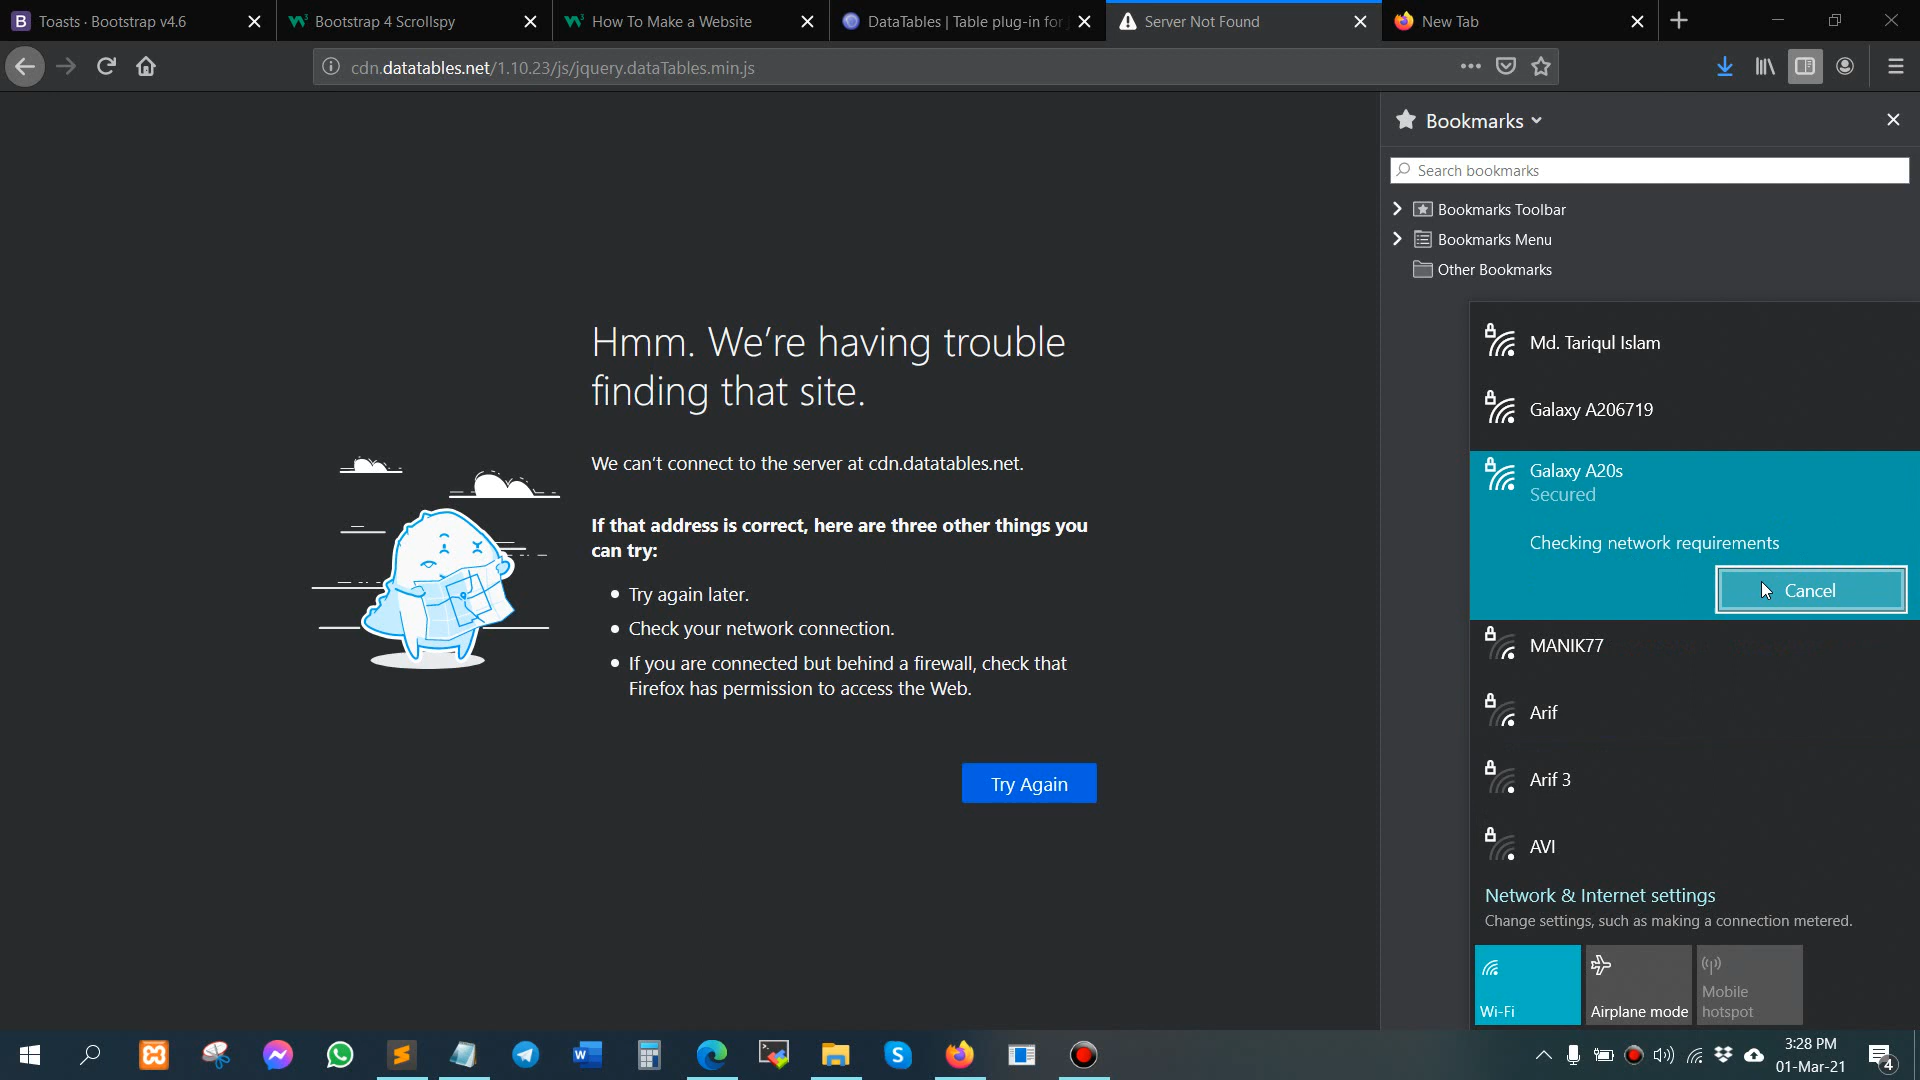 Toasts · Bootstrap v4.6
Bootstrap 4 Scrollspy
How To Make a Website
DataTables | Table plug-in for j
Server Not Found
New Tab
cdn.datatables.net/1.10.23/js/jquery.dataTables.min.js
Bookmarks
Search bookmarks
Bookmarks Toolbar
Bookmarks Menu
Other Bookmarks
Hmm. We’re having trouble
finding that site.
We can’t connect to the server at cdn.datatables.net.
If that address is correct, here are three other things you
can try:
Try again later.
Check your network connection.
If you are connected but behind a firewall, check that
Firefox has permission to access the Web.
Try Again
Md. Tariqul Islam
Galaxy A206719
Galaxy A20s
Secured
Checking network requirements
Cancel
MANIK77
Arif
Arif 3
AVI
Network & Internet settings
Change settings, such as making a connection metered.
Wi-Fi
Airplane mode
Mobile
hotspot
3:28 PM
01-Mar-21
4